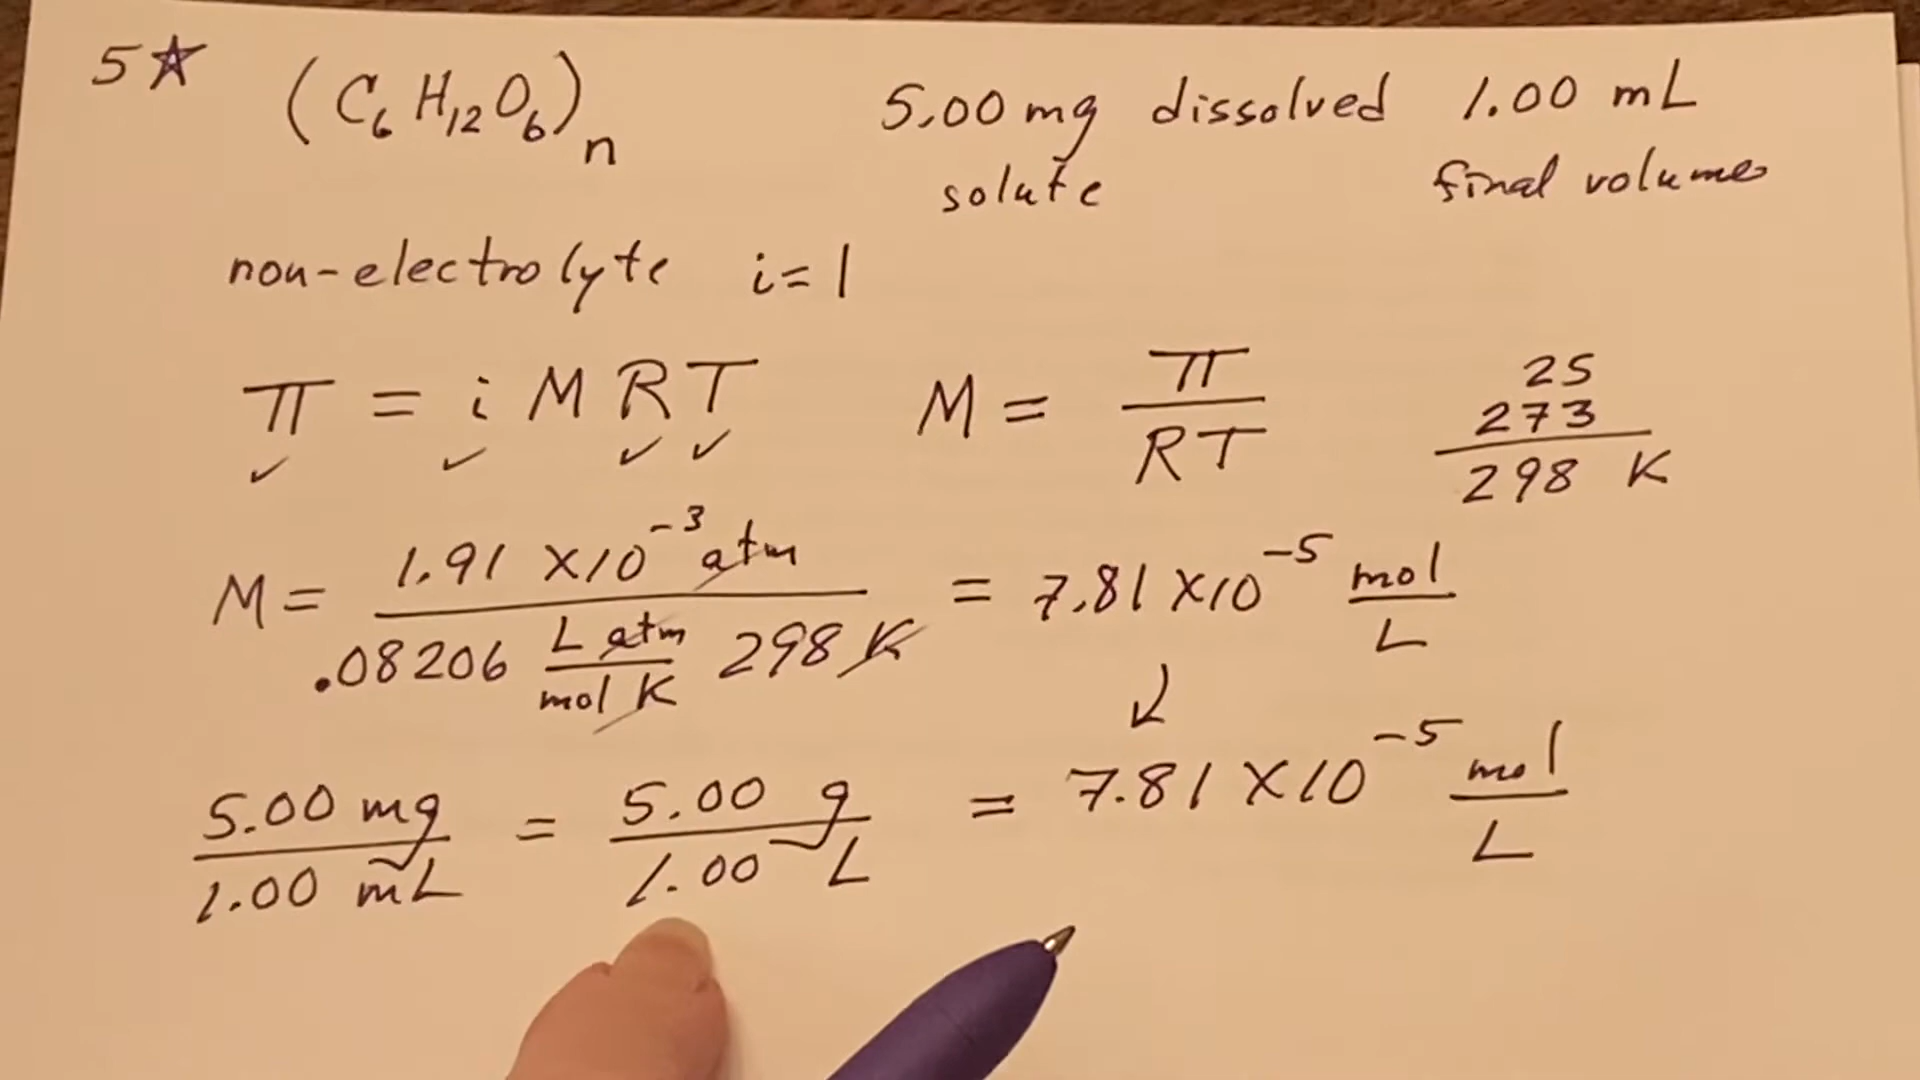 5☆ (C₆H₁₂O₆)ₙ 5.00 mg dissolved 1.00 mL
solute final volume
non-electrolyte i=1
π = i M R T M = π / RT 25
✓ ✓ ✓ ✓ 273
298 K
M = 1.91 x10⁻³ atm / .08206 L atm / mol K 298 K = 7.81 x10⁻⁵ mol / L
↓
5.00 mg / 1.00 mL = 5.00 g / 1.00 L = 7.81 x10⁻⁵ mol / L